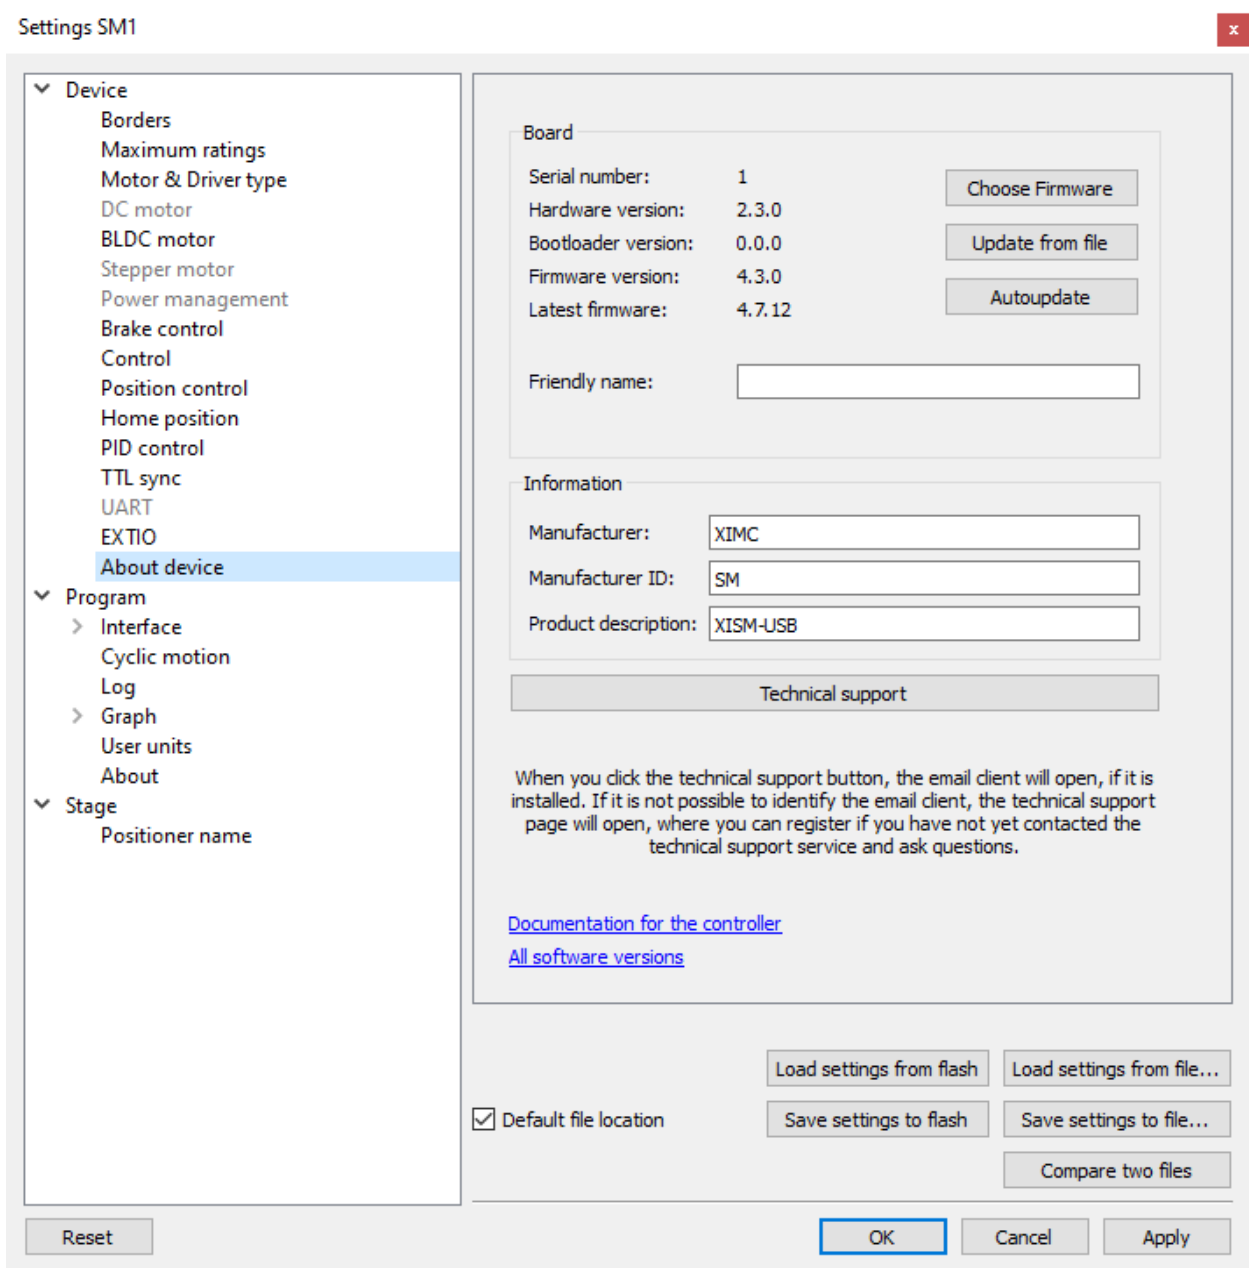 Settings SM1
x
Device
Borders
Maximum ratings
Motor & Driver type
DC motor
BLDC motor
Stepper motor
Power management
Brake control
Control
Position control
Home position
PID control
TTL sync
UART
EXTIO
About device
Program
Interface
Cyclic motion
Log
Graph
User units
About
Stage
Positioner name
Board
Serial number: 1
Hardware version: 2.3.0
Bootloader version: 0.0.0
Firmware version: 4.3.0
Latest firmware: 4.7.12
Choose Firmware
Update from file
Autoupdate
Friendly name:
Information
Manufacturer: XIMC
Manufacturer ID: SM
Product description: XISM-USB
Technical support
When you click the technical support button, the email client will open, if it is
installed. If it is not possible to identify the email client, the technical support
page will open, where you can register if you have not yet contacted the
technical support service and ask questions.
Documentation for the controller
All software versions
Load settings from flash Load settings from file...
Default file location Save settings to flash Save settings to file...
Compare two files
Reset OK Cancel Apply